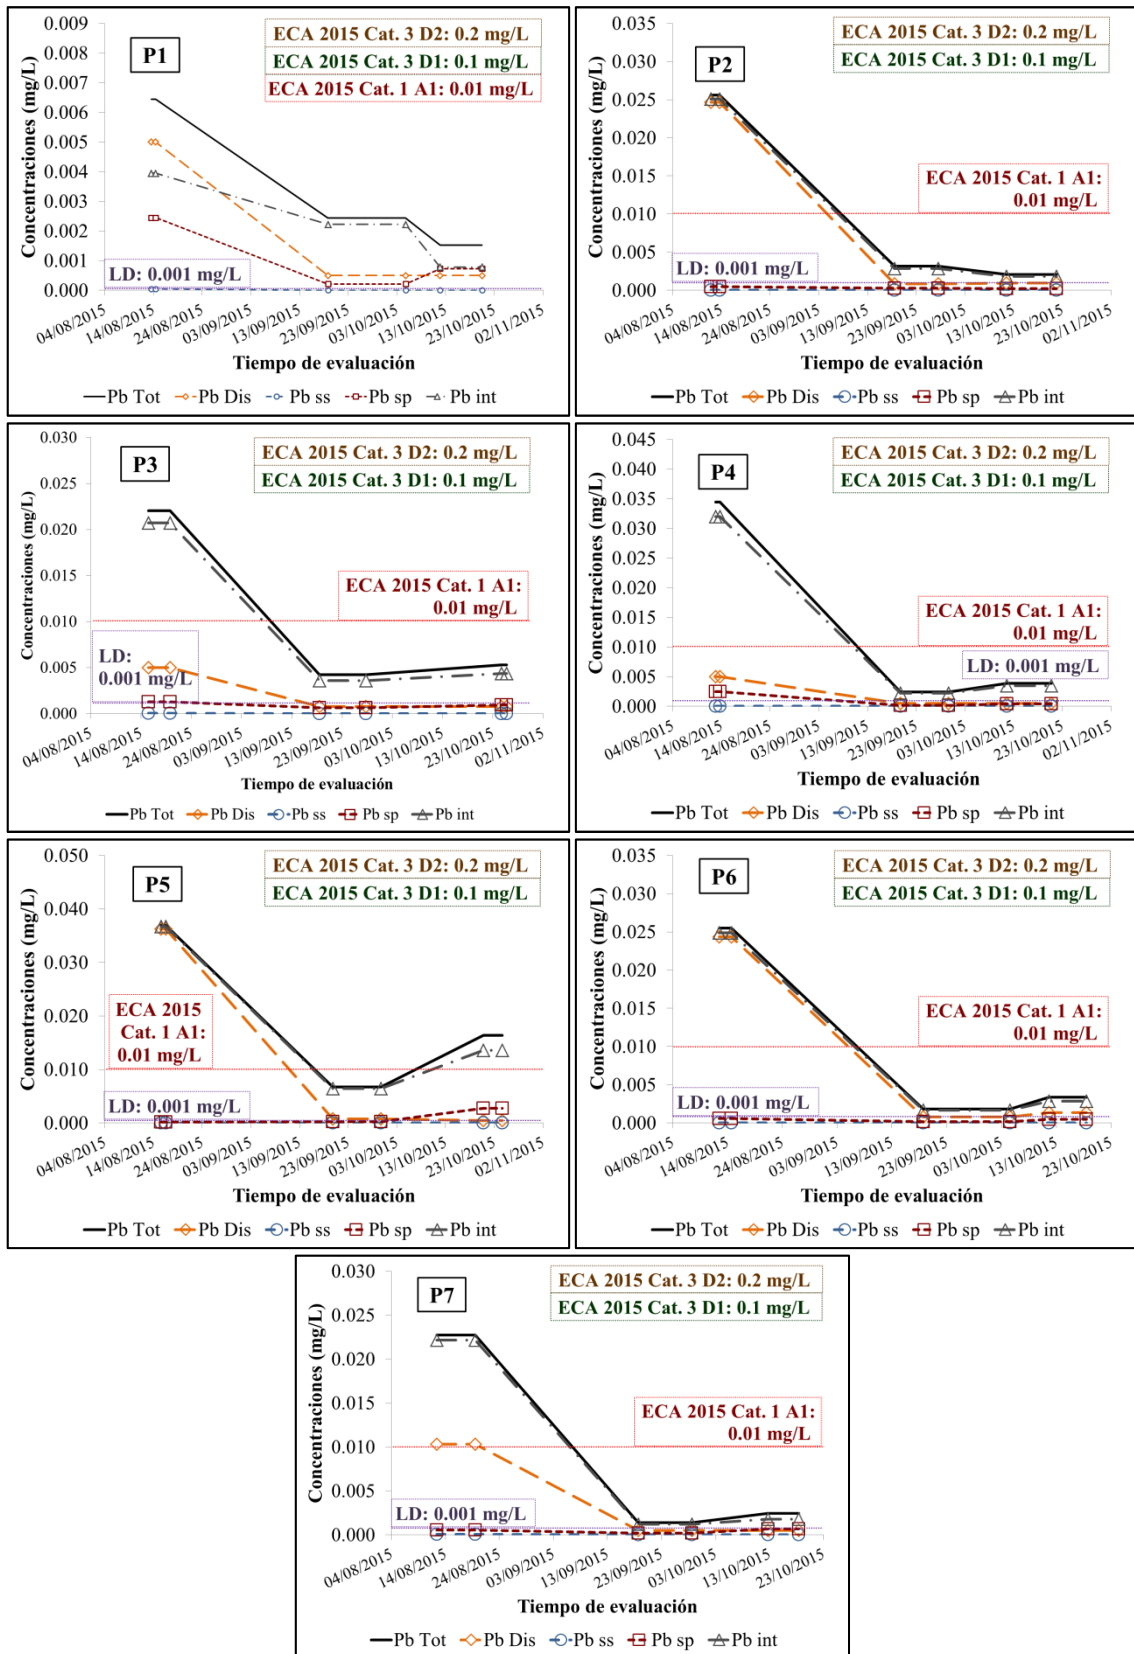 P1
ECA 2015 Cat. 3 D2: 0.2 mg/L
ECA 2015 Cat. 3 D1: 0.1 mg/L
ECA 2015 Cat. 1 A1: 0.01 mg/L
LD: 0.001 mg/L
Concentraciones (mg/L)
0.009
0.008
0.007
0.006
0.005
0.004
0.003
0.002
0.001
0.000
04/08/2015
14/08/2015
24/08/2015
03/09/2015
13/09/2015
23/09/2015
03/10/2015
13/10/2015
23/10/2015
02/11/2015
Tiempo de evaluación
Pb Tot Pb Dis Pb ss Pb sp Pb int
P2
ECA 2015 Cat. 3 D2: 0.2 mg/L
ECA 2015 Cat. 3 D1: 0.1 mg/L
ECA 2015 Cat. 1 A1:
0.01 mg/L
LD: 0.001 mg/L
Concentraciones (mg/L)
0.035
0.030
0.025
0.020
0.015
0.010
0.005
0.000
04/08/2015
14/08/2015
24/08/2015
03/09/2015
13/09/2015
23/09/2015
03/10/2015
13/10/2015
23/10/2015
02/11/2015
Tiempo de evaluación
Pb Tot Pb Dis Pb ss Pb sp Pb int
P3
ECA 2015 Cat. 3 D2: 0.2 mg/L
ECA 2015 Cat. 3 D1: 0.1 mg/L
ECA 2015 Cat. 1 A1:
0.01 mg/L
LD:
0.001 mg/L
Concentraciones (mg/L)
0.030
0.025
0.020
0.015
0.010
0.005
0.000
04/08/2015
14/08/2015
24/08/2015
03/09/2015
13/09/2015
23/09/2015
03/10/2015
13/10/2015
23/10/2015
02/11/2015
Tiempo de evaluación
Pb Tot Pb Dis Pb ss Pb sp Pb int
P4
ECA 2015 Cat. 3 D2: 0.2 mg/L
ECA 2015 Cat. 3 D1: 0.1 mg/L
ECA 2015 Cat. 1 A1:
0.01 mg/L
LD: 0.001 mg/L
Concentraciones (mg/L)
0.045
0.040
0.035
0.030
0.025
0.020
0.015
0.010
0.005
0.000
04/08/2015
14/08/2015
24/08/2015
03/09/2015
13/09/2015
23/09/2015
03/10/2015
13/10/2015
23/10/2015
02/11/2015
Tiempo de evaluación
Pb Tot Pb Dis Pb ss Pb sp Pb int
P5
ECA 2015 Cat. 3 D2: 0.2 mg/L
ECA 2015 Cat. 3 D1: 0.1 mg/L
ECA 2015
Cat. 1 A1:
0.01 mg/L
LD: 0.001 mg/L
Concentraciones (mg/L)
0.050
0.040
0.030
0.020
0.010
0.000
04/08/2015
14/08/2015
24/08/2015
03/09/2015
13/09/2015
23/09/2015
03/10/2015
13/10/2015
23/10/2015
02/11/2015
Tiempo de evaluación
Pb Tot Pb Dis Pb ss Pb sp Pb int
P6
ECA 2015 Cat. 3 D2: 0.2 mg/L
ECA 2015 Cat. 3 D1: 0.1 mg/L
ECA 2015 Cat. 1 A1:
0.01 mg/L
LD: 0.001 mg/L
Concentraciones (mg/L)
0.035
0.030
0.025
0.020
0.015
0.010
0.005
0.000
04/08/2015
14/08/2015
24/08/2015
03/09/2015
13/09/2015
23/09/2015
03/10/2015
13/10/2015
23/10/2015
Tiempo de evaluación
Pb Tot Pb Dis Pb ss Pb sp Pb int
P7
ECA 2015 Cat. 3 D2: 0.2 mg/L
ECA 2015 Cat. 3 D1: 0.1 mg/L
ECA 2015 Cat. 1 A1:
0.01 mg/L
LD: 0.001 mg/L
Concentraciones (mg/L)
0.030
0.025
0.020
0.015
0.010
0.005
0.000
04/08/2015
14/08/2015
24/08/2015
03/09/2015
13/09/2015
23/09/2015
03/10/2015
13/10/2015
23/10/2015
Tiempo de evaluación
Pb Tot Pb Dis Pb ss Pb sp Pb int